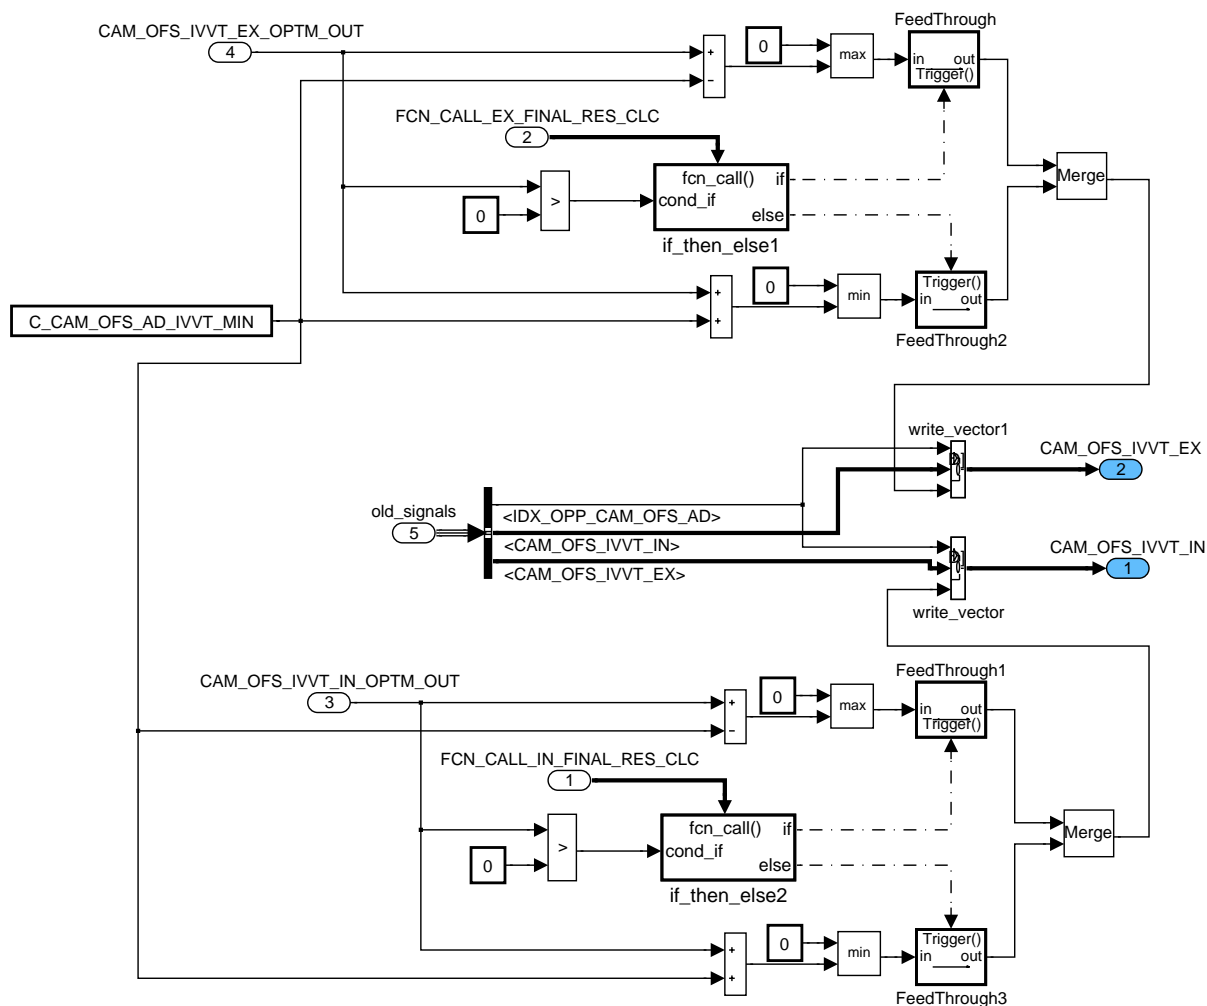 CAM_OFS_IVVT_EX_OPTM_OUT
4
+
−
0
max
FeedThrough
in out
Trigger()
FCN_CALL_EX_FINAL_RES_CLC
2
0
>
fcn_call() if
cond_if
else
if_then_else1
Merge
C_CAM_OFS_AD_IVVT_MIN
+
+
0
min
Trigger()
in out
FeedThrough2
write_vector1
CAM_OFS_IVVT_EX
2
old_signals
5
<IDX_OPP_CAM_OFS_AD>
<CAM_OFS_IVVT_IN>
<CAM_OFS_IVVT_EX>
CAM_OFS_IVVT_IN
1
write_vector
CAM_OFS_IVVT_IN_OPTM_OUT
3
+
−
0
max
FeedThrough1
in out
Trigger()
FCN_CALL_IN_FINAL_RES_CLC
1
0
>
fcn_call() if
cond_if
else
if_then_else2
Merge
+
+
0
min
Trigger()
in out
FeedThrough3